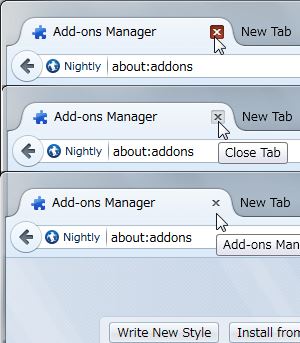 Add-ons Manager New Tab
Nightly about:addons
Add-ons Manager New Tab
Nightly about:addons
Close Tab
Add-ons Manager New Tab
Nightly about:addons
Add-ons Man
Write New Style Install from